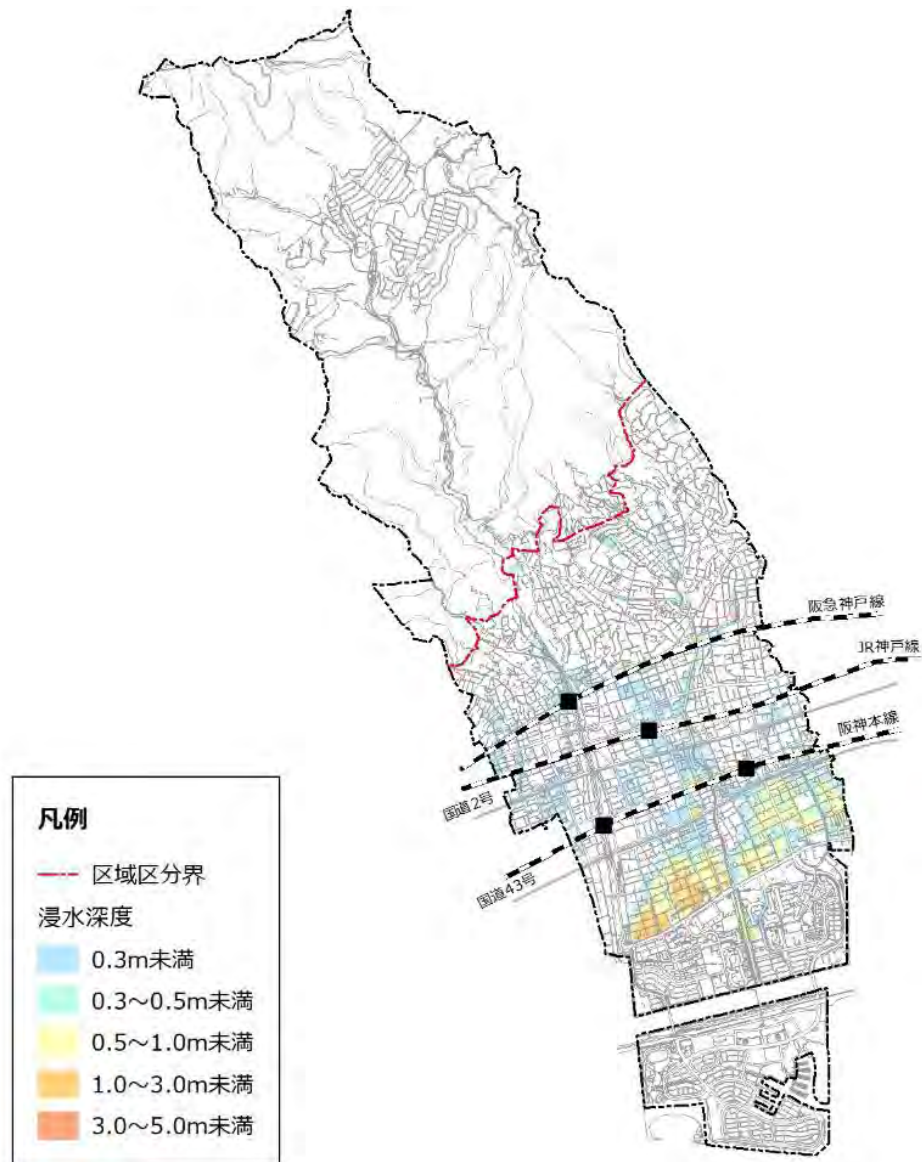 阪急神戸線
JR神戸線
阪神本線
国道2号
国道43号
凡例
区域区分界
浸水深度
0.3m未満
0.3～0.5m未満
0.5～1.0m未満
1.0～3.0m未満
3.0～5.0m未満